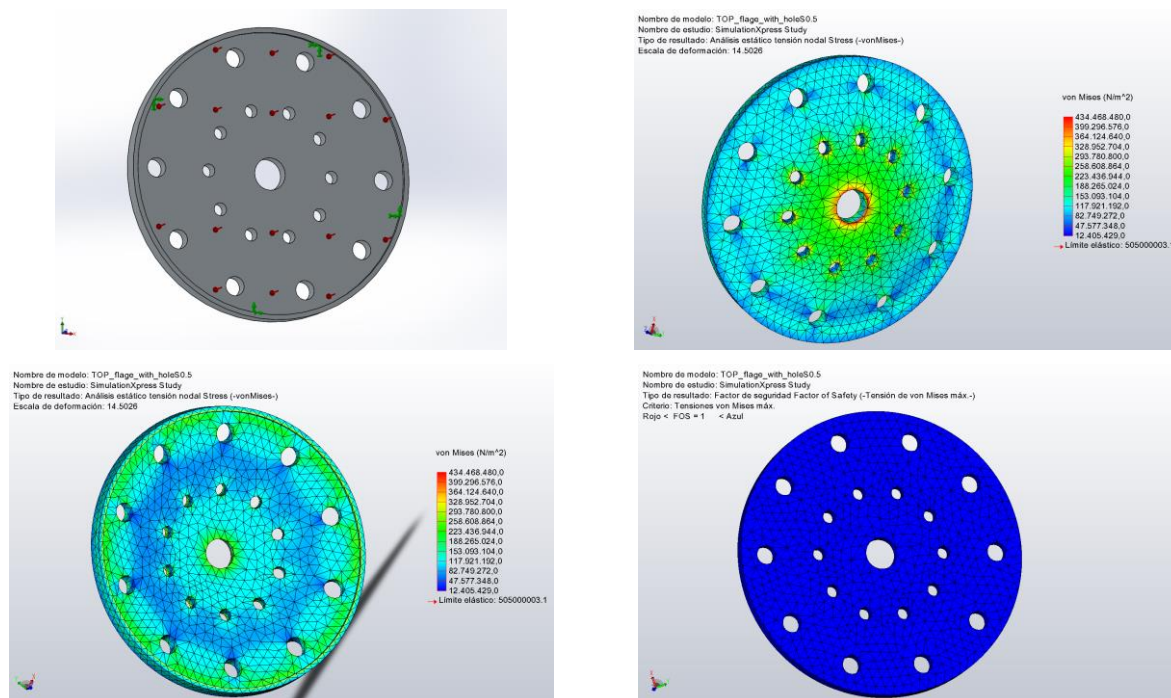 Nombre de modelo: TOP_flage_with_holeS0.5
Nombre de estudio: SimulationXpress Study
Tipo de resultado: Análisis estático tensión nodal Stress (-vonMises-)
Escala de deformación: 14.5026
von Mises (N/m^2)
434.468.480,0
399.296.576,0
364.124.640,0
328.952.704,0
293.780.800,0
258.608.864,0
223.436.944,0
188.265.024,0
153.093.104,0
117.921.192,0
82.749.272,0
47.577.348,0
12.405.429,0
Límite elástico: 505000003.1
Nombre de modelo: TOP_flage_with_holeS0.5
Nombre de estudio: SimulationXpress Study
Tipo de resultado: Análisis estático tensión nodal Stress (-vonMises-)
Escala de deformación: 14.5026
von Mises (N/m^2)
434.468.480,0
399.296.576,0
364.124.640,0
328.952.704,0
293.780.800,0
258.608.864,0
223.436.944,0
188.265.024,0
153.093.104,0
117.921.192,0
82.749.272,0
47.577.348,0
12.405.429,0
Límite elástico: 505000003.1
Nombre de modelo: TOP_flage_with_holeS0.5
Nombre de estudio: SimulationXpress Study
Tipo de resultado: Factor de seguridad Factor of Safety (-Tensión de von Mises máx.-)
Criterio: Tensiones von Mises máx.
Rojo < FOS = 1 < Azul